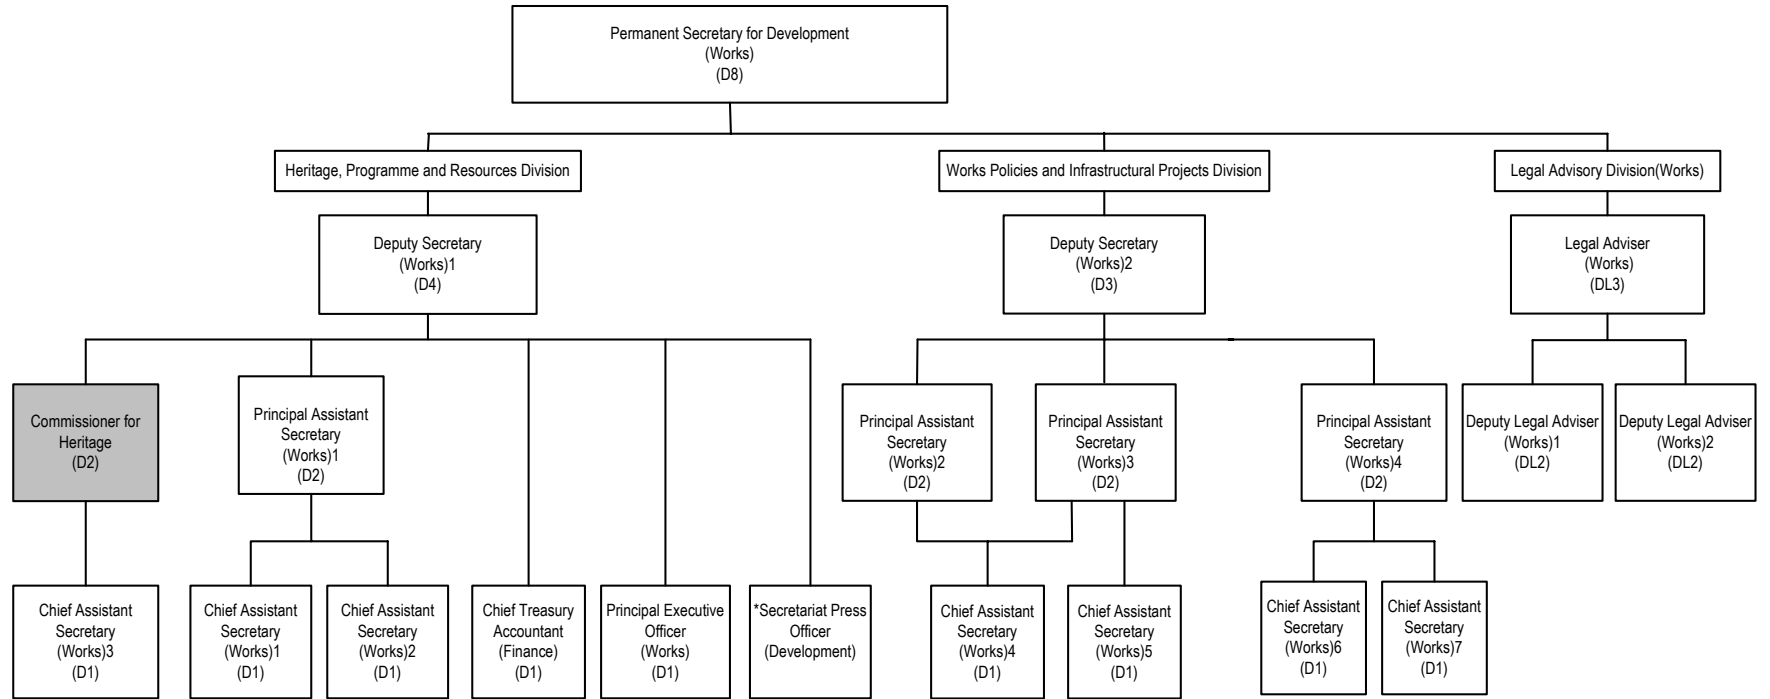 Permanent Secretary for Development
(Works)
(D8)
Heritage, Programme and Resources Division
Works Policies and Infrastructural Projects Division
Legal Advisory Division(Works)
Deputy Secretary
(Works)1
(D4)
Deputy Secretary
(Works)2
(D3)
Legal Adviser
(Works)
(DL3)
Commissioner for
Heritage
(D2)
Principal Assistant
Secretary
(Works)1
(D2)
Principal Assistant
Secretary
(Works)2
(D2)
Principal Assistant
Secretary
(Works)3
(D2)
Principal Assistant
Secretary
(Works)4
(D2)
Deputy Legal Adviser
(Works)1
(DL2)
Deputy Legal Adviser
(Works)2
(DL2)
Chief Assistant
Secretary
(Works)3
(D1)
Chief Assistant
Secretary
(Works)1
(D1)
Chief Assistant
Secretary
(Works)2
(D1)
Chief Treasury
Accountant
(Finance)
(D1)
Principal Executive
Officer
(Works)
(D1)
*Secretariat Press
Officer
(Development)
Chief Assistant
Secretary
(Works)4
(D1)
Chief Assistant
Secretary
(Works)5
(D1)
Chief Assistant
Secretary
(Works)6
(D1)
Chief Assistant
Secretary
(Works)7
(D1)